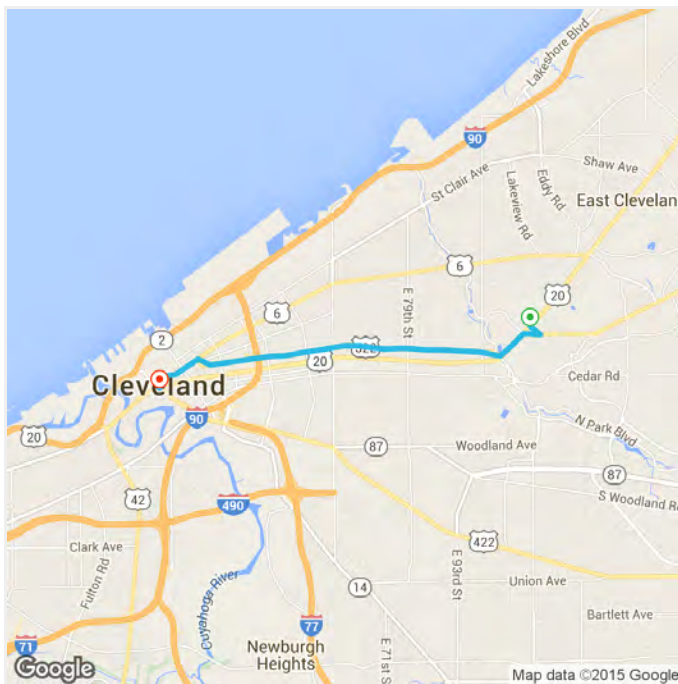 Lakeshore Blvd
90
St Clair Ave
Shaw Ave
Lakeview Rd
Eddy Rd
East Clevelan
6
E 79th St
20
6
2
322
20
Cleveland
Cedar Rd
N Park Blvd
90
20
87
Woodland Ave
87
42
490
S Woodland Rd
422
Clark Ave
Fulton Rd
E 93rd St
Cuyahoga River
14
Union Ave
Bartlett Ave
77
E 71st St
71
Newburgh
Heights
Google
Map data ©2015 Google